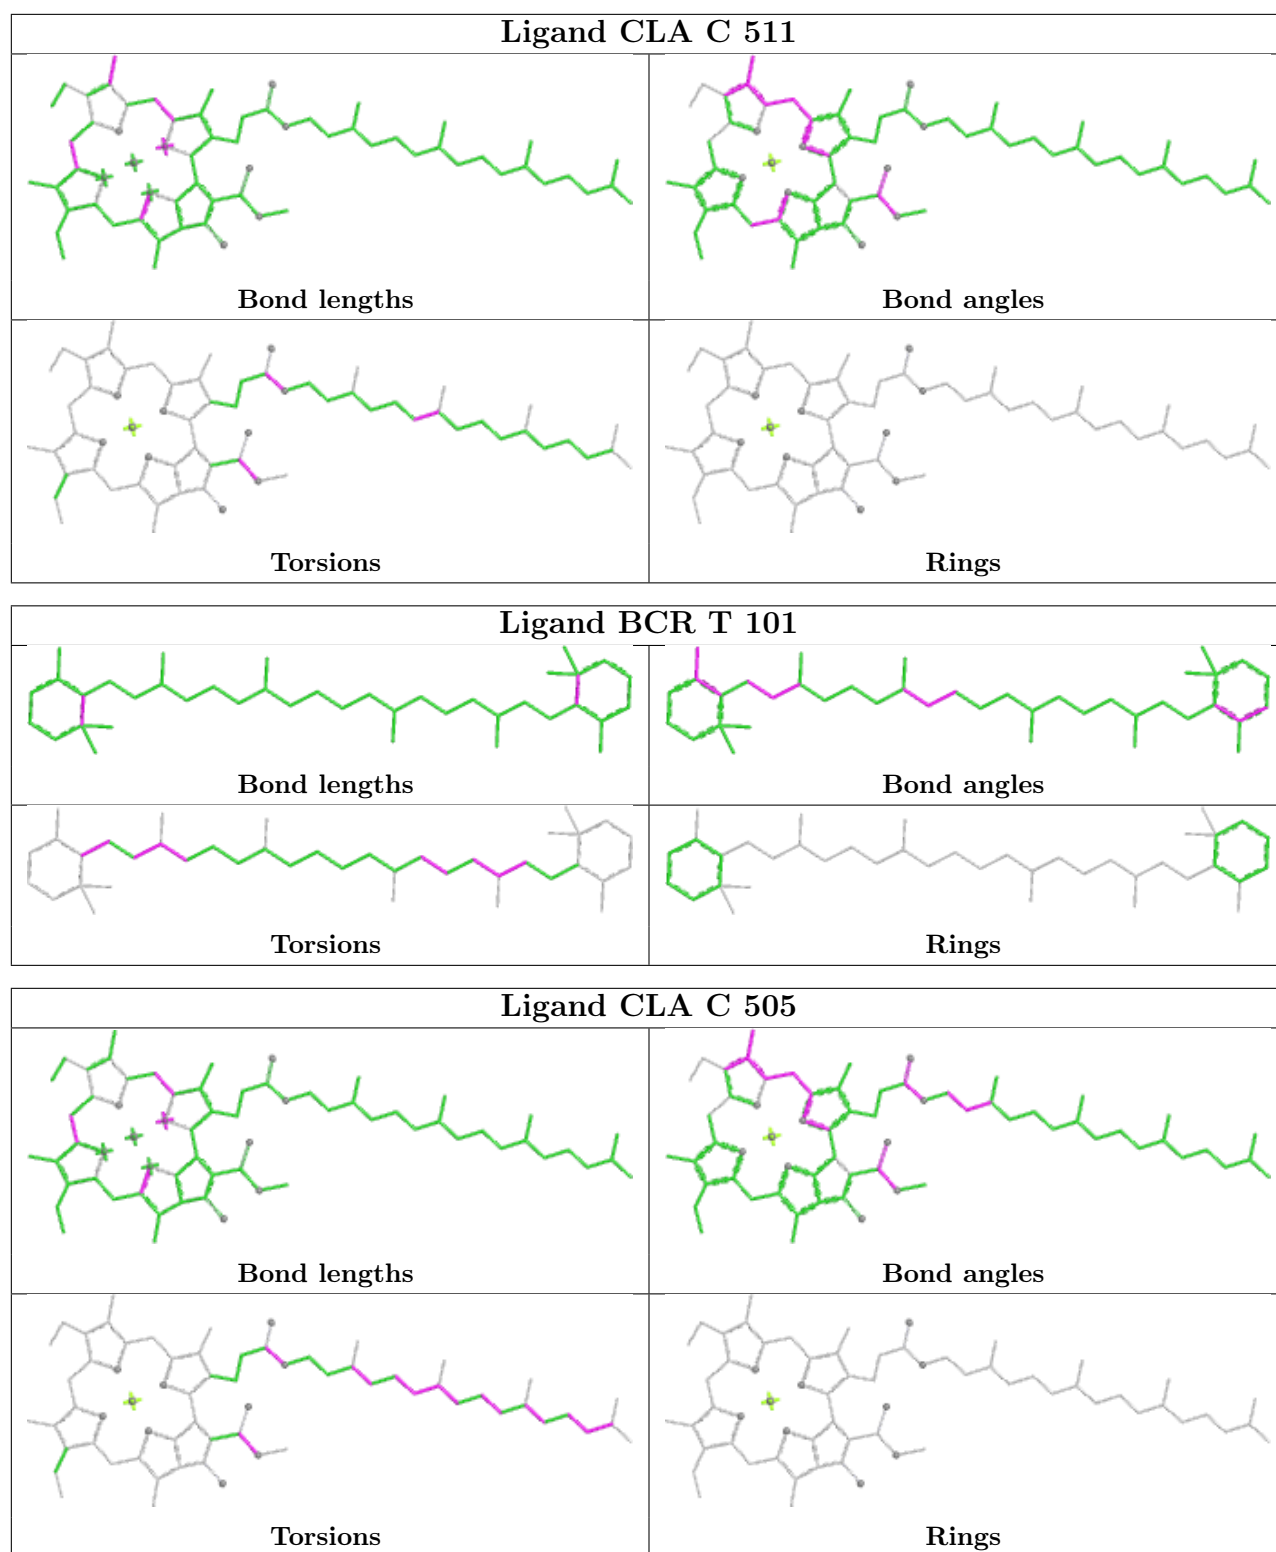 Ligand CLA C 511
Bond lengths
Bond angles
Torsions
Rings
Ligand BCR T 101
Bond lengths
Bond angles
Torsions
Rings
Ligand CLA C 505
Bond lengths
Bond angles
Torsions
Rings